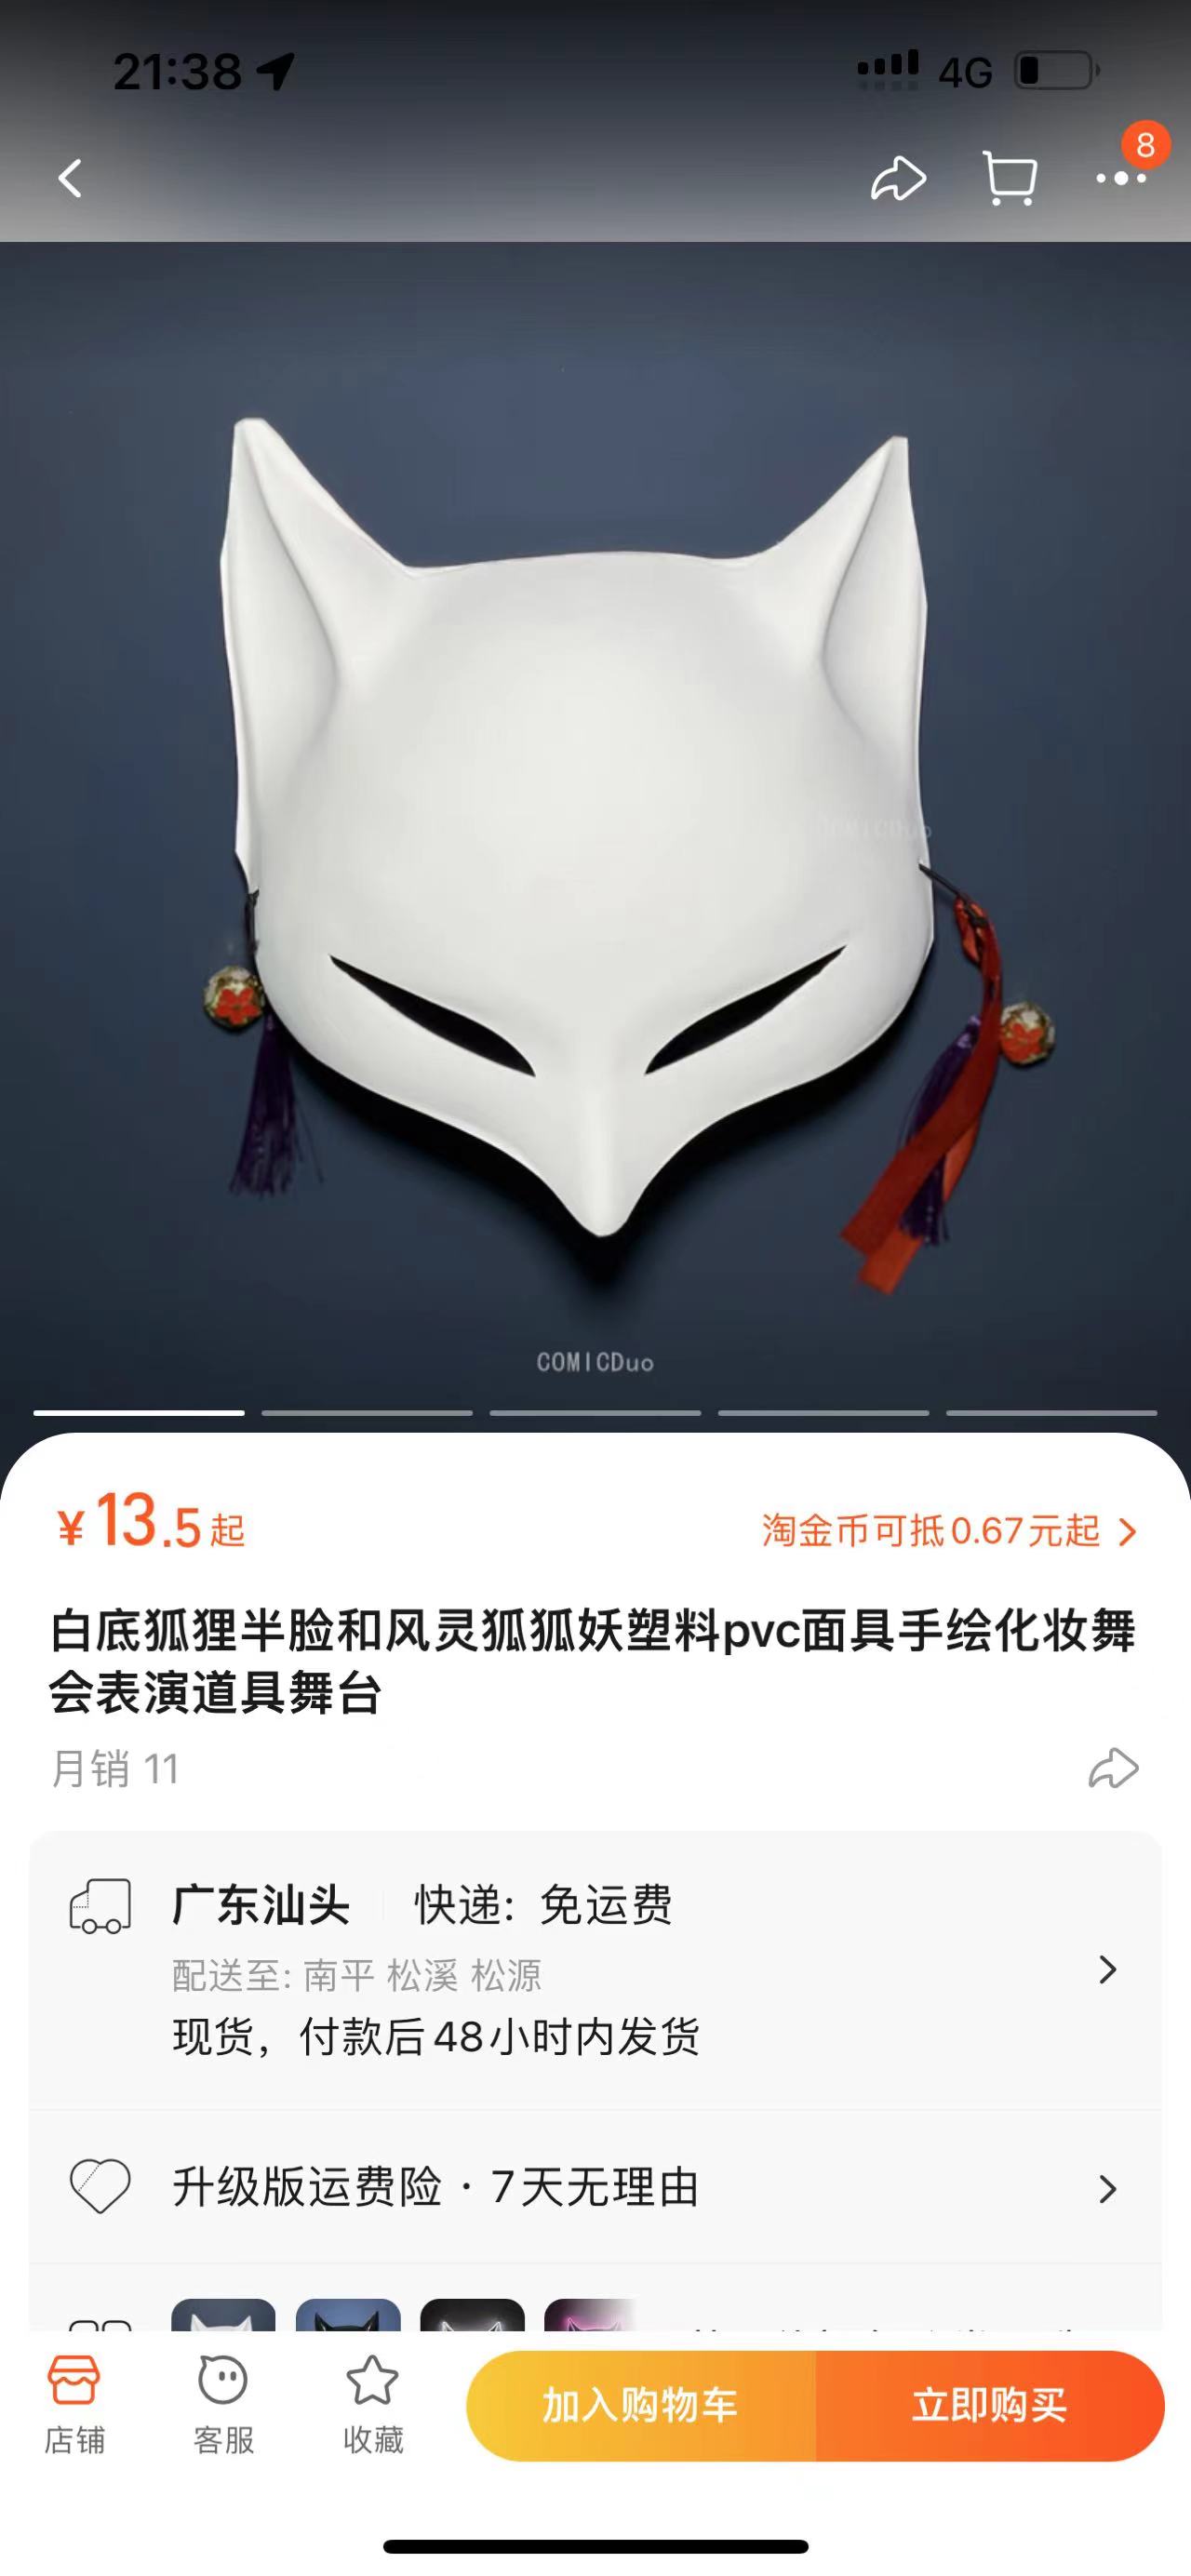 21:38
4G
8
COMICDuo
COMICDuo
¥13.5起
淘金币可抵0.67元起
白底狐狸半脸和风灵狐狐妖塑料pvc面具手绘化妆舞
会表演道具舞台
月销 11
广东汕头
快递: 免运费
配送至: 南平 松溪 松源
现货，付款后48小时内发货
升级版运费险 · 7天无理由
店铺
客服
收藏
加入购物车
立即购买